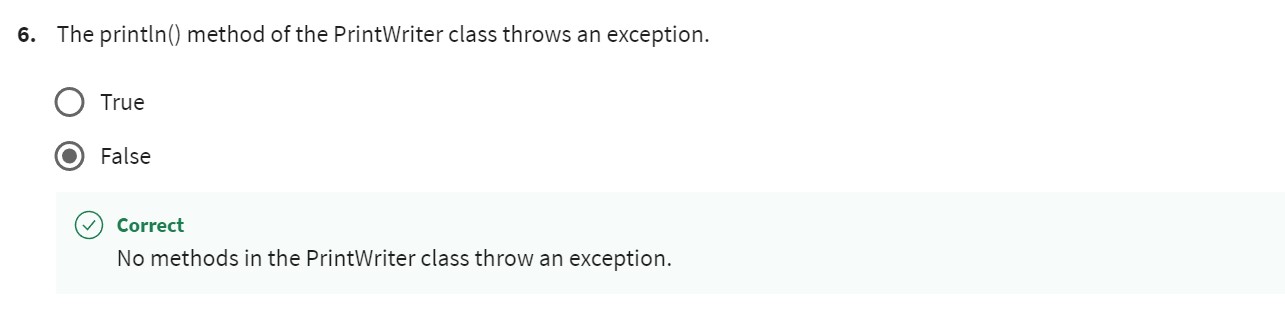 6. The println() method of the PrintWriter class throws an exception.
True
False
Correct
No methods in the PrintWriter class throw an exception.